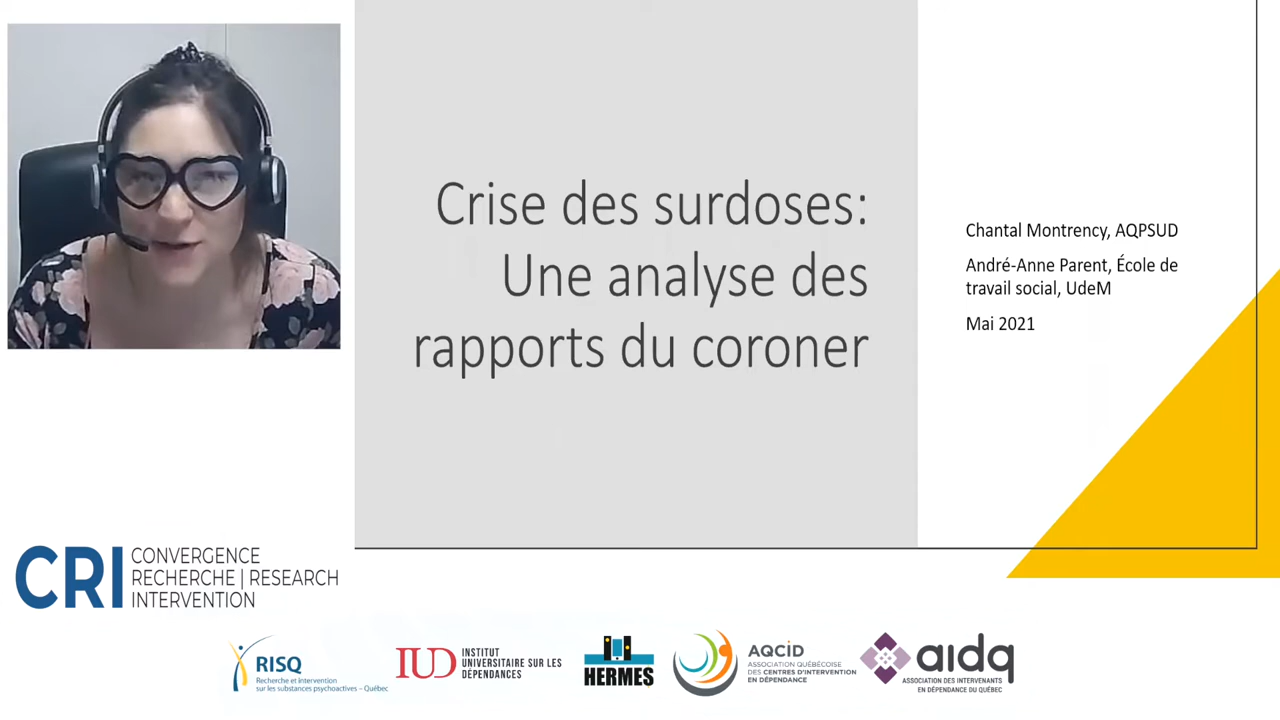 Crise des surdoses:
Une analyse des
rapports du coroner
Chantal Montrency, AQPSUD
André-Anne Parent, École de
travail social, UdeM
Mai 2021
CRI
CONVERGENCE
RECHERCHE | RESEARCH
INTERVENTION
RISQ
Recherche et intervention
sur les substances psychoactives – Québec
IUD
INSTITUT
UNIVERSITAIRE SUR LES
DÉPENDANCES
HERMES
AQCiD
ASSOCIATION QUÉBÉCOISE
DES CENTRES D'INTERVENTION
EN DÉPENDANCE
aidq
ASSOCIATION DES INTERVENANTS
EN DÉPENDANCE DU QUÉBEC